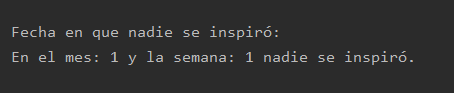 Fecha en que nadie se inspiró:
En el mes: 1 y la semana: 1 nadie se inspiró.